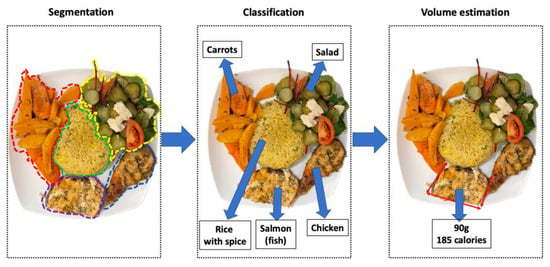 Segmentation
Classification
Volume estimation
Carrots
Salad
Rice
with spice
Salmon
(fish)
Chicken
90g
185 calories